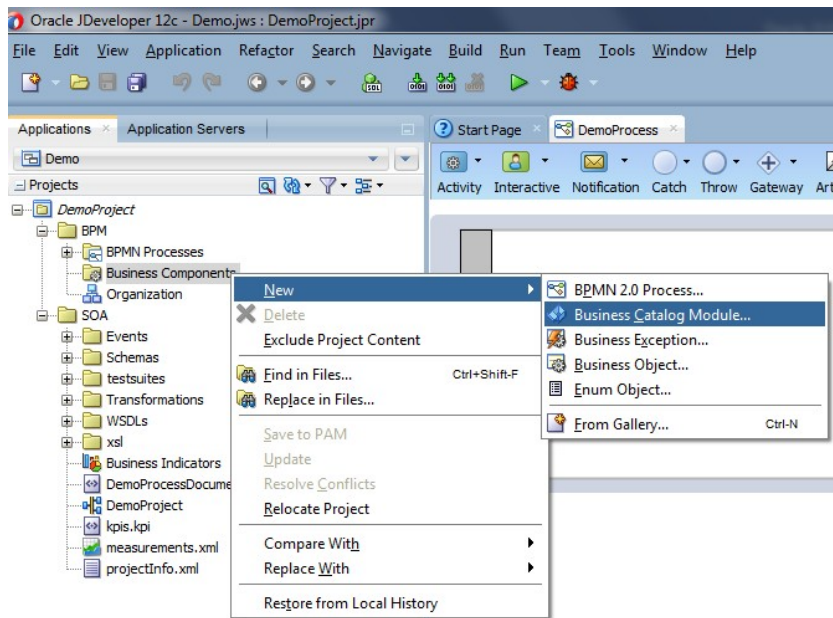 Oracle JDeveloper 12c - Demo.jws : DemoProject.jpr
File Edit View Application Refactor Search Navigate Build Run Team Tools Window Help
Applications Application Servers
Start Page DemoProcess
Demo
Projects
Activity Interactive Notification Catch Throw Gateway Art
DemoProject
BPM
BPMN Processes
Business Components
Organization
SOA
Events
Schemas
testsuites
Transformations
WSDLs
xsl
Business Indicators
DemoProcessDocume
DemoProject
kpis.kpi
measurements.xml
projectInfo.xml
New
Delete
Exclude Project Content
Find in Files... Ctrl+Shift-F
Replace in Files...
Save to PAM
Update
Resolve Conflicts
Relocate Project
Compare With
Replace With
Restore from Local History
BPMN 2.0 Process...
Business Catalog Module...
Business Exception...
Business Object...
Enum Object...
From Gallery... Ctrl-N